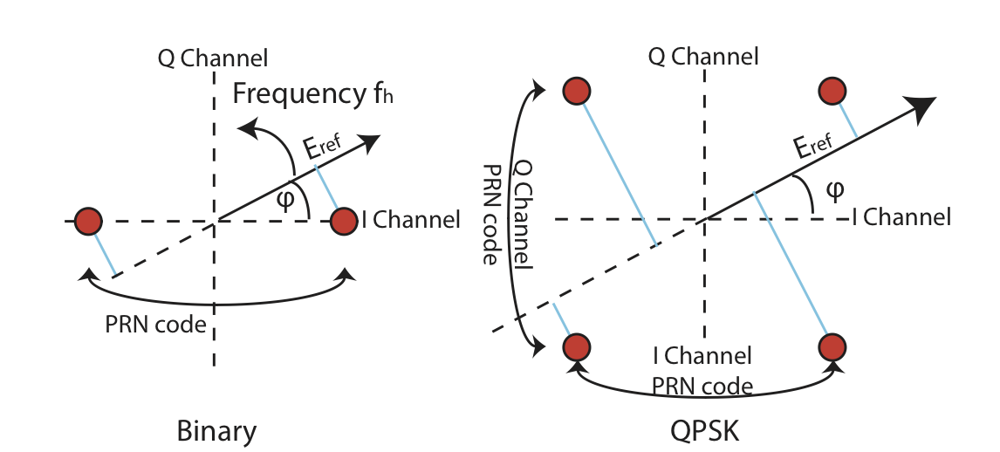 Q Channel
Frequency fh
Eref
φ
I Channel
PRN code
Binary
Q Channel
Eref
φ
I Channel
Q Channel
PRN code
I Channel
PRN code
QPSK